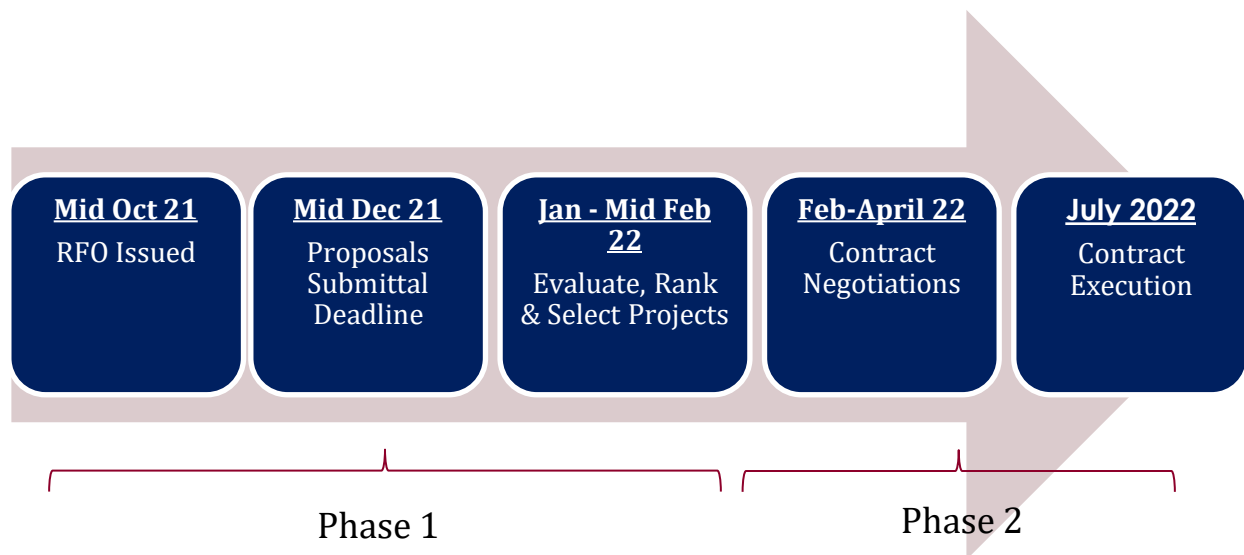 Mid Oct 21
RFO Issued
Mid Dec 21
Proposals
Submittal
Deadline
Jan - Mid Feb
22
Evaluate, Rank
& Select Projects
Feb-April 22
Contract
Negotiations
July 2022
Contract
Execution
Phase 1
Phase 2